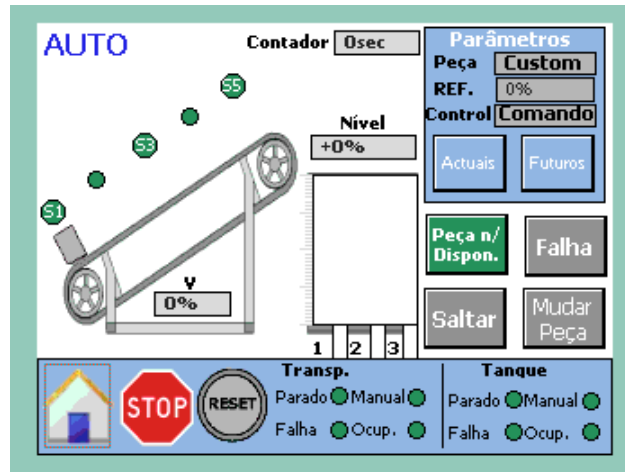 AUTO
Contador 0sec
Parâmetros
Peça Custom
REF. 0%
Control Comando
Actuais Futuros
S5
S3
S1
Nível
+0%
V
0%
1 2 3
Peça n/
Dispon.
Falha
Saltar
Mudar
Peça
STOP
RESET
Transp.
Parado Manual
Falha Ocup.
Tanque
Parado Manual
Falha Ocup.